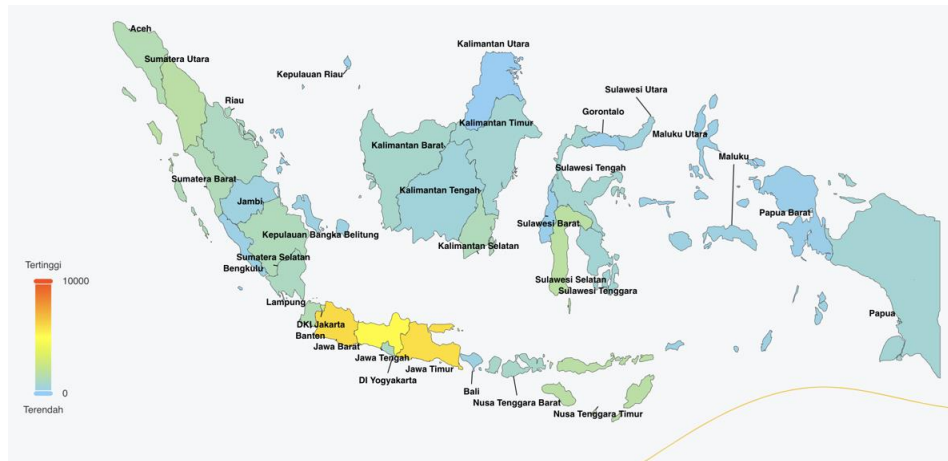 Aceh
Sumatera Utara
Kalimantan Utara
Kepulauan Riau
Sulawesi Utara
Riau
Gorontalo
Kalimantan Timur
Maluku Utara
Kalimantan Barat
Maluku
Sulawesi Tengah
Sumatera Barat
Kalimantan Tengah
Jambi
Papua Barat
Sulawesi Barat
Kepulauan Bangka Belitung
Kalimantan Selatan
Sumatera Selatan
Tertinggi
Bengkulu
10000
Sulawesi Selatan
Sulawesi Tenggara
Lampung
Papua
DKI Jakarta
Banten
Jawa Barat
Jawa Tengah
Jawa Timur
DI Yogyakarta
0
Bali
Terendah
Nusa Tenggara Barat
Nusa Tenggara Timur